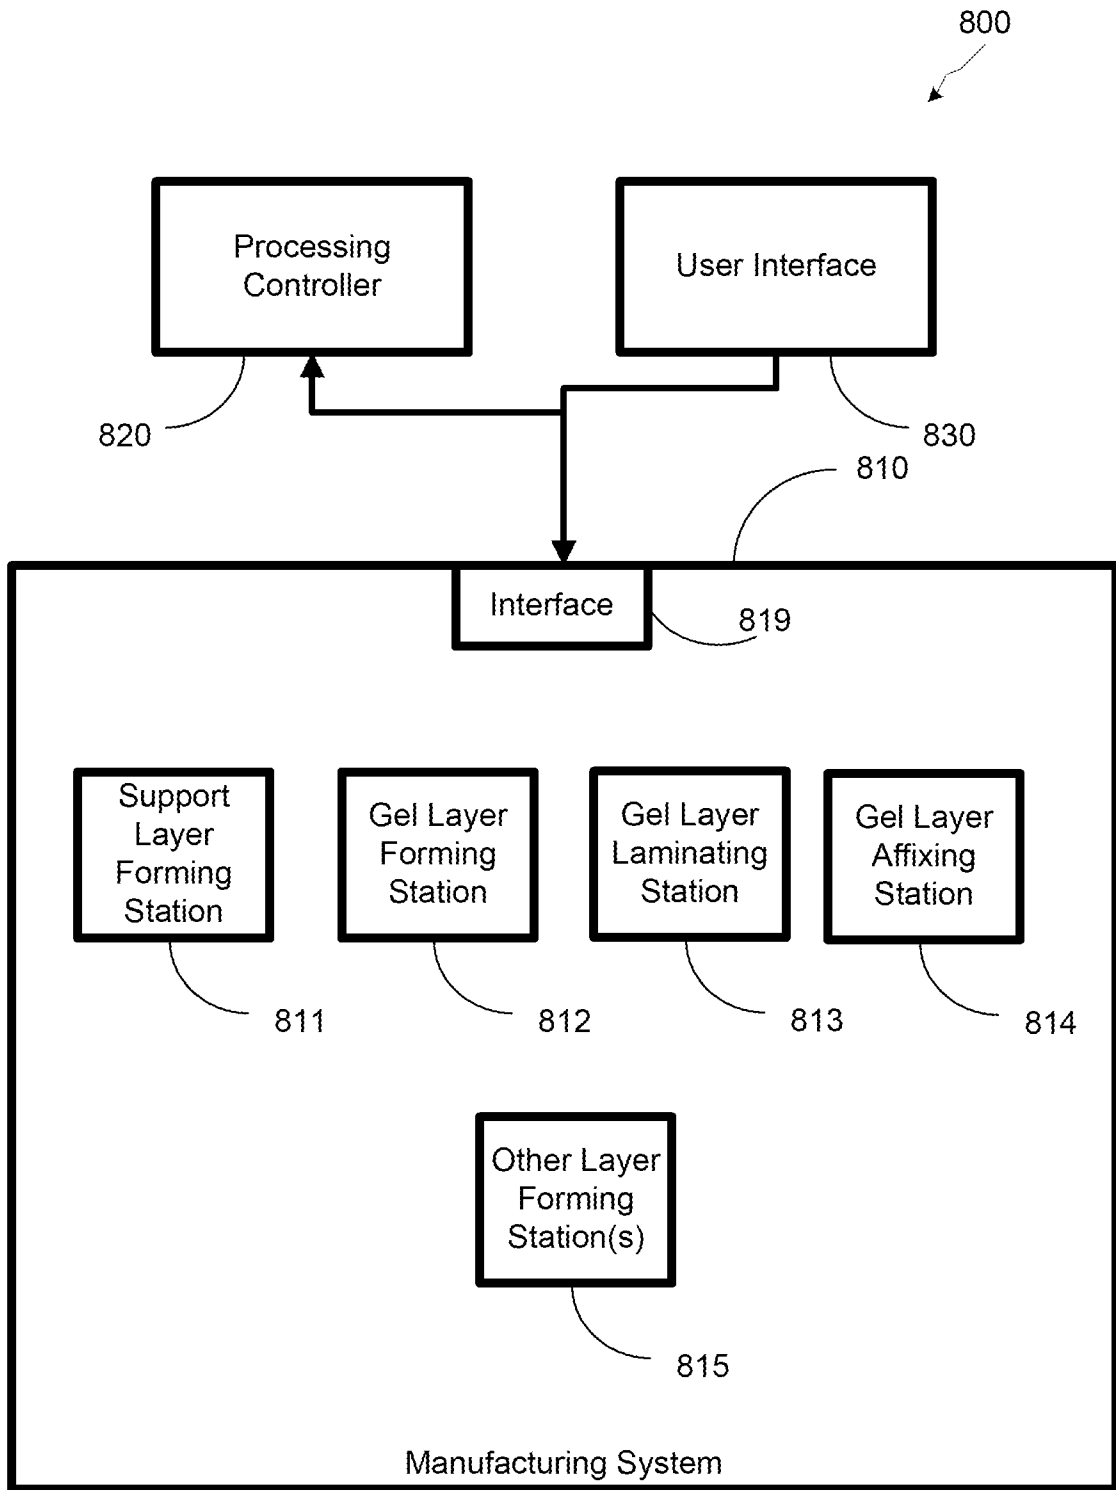 800
Processing
Controller
User Interface
820
830
810
Interface
819
Support
Layer
Forming
Station
Gel Layer
Forming
Station
Gel Layer
Laminating
Station
Gel Layer
Affixing
Station
811
812
813
814
Other Layer
Forming
Station(s)
815
Manufacturing System